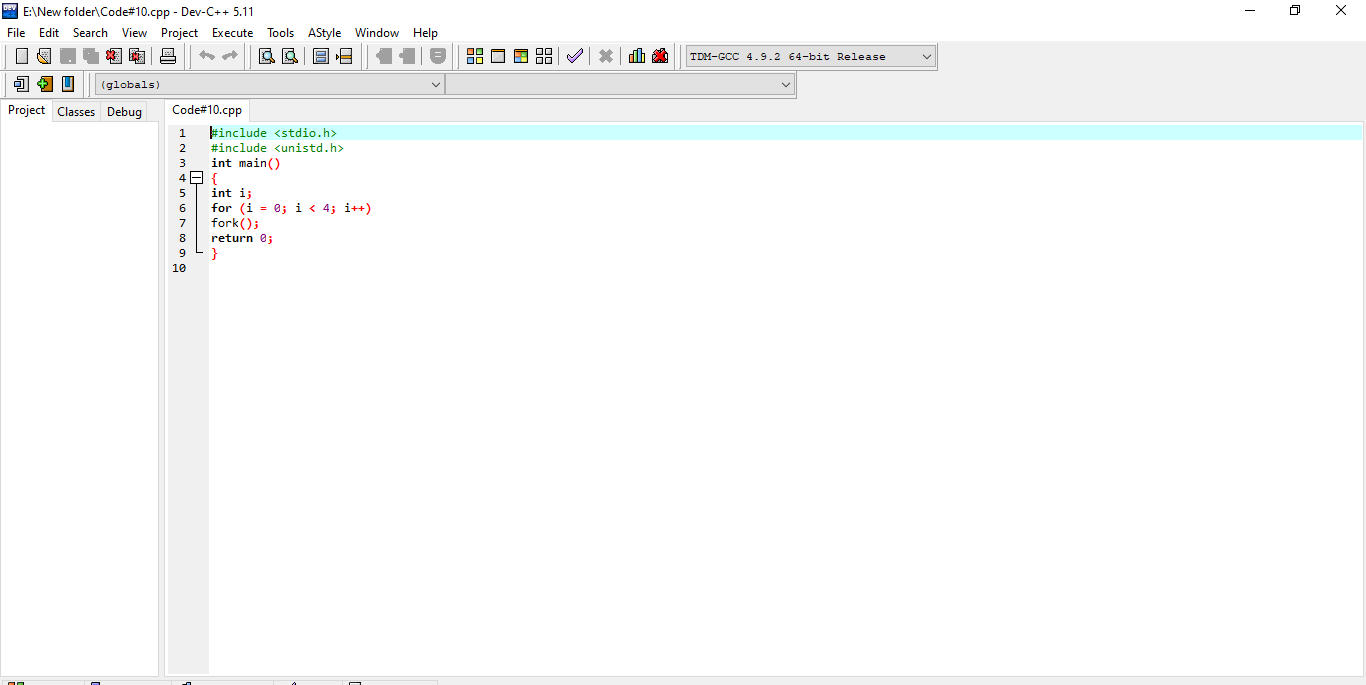 E:\New folder\Code#10.cpp - Dev-C++ 5.11
File Edit Search View Project Execute Tools AStyle Window Help
TDM-GCC 4.9.2 64-bit Release
(globals)
Project Classes Debug Code#10.cpp
1 #include <stdio.h>
2 #include <unistd.h>
3 int main()
4 {
5 int i;
6 for (i = 0; i < 4; i++)
7 fork();
8 return 0;
9 }
10